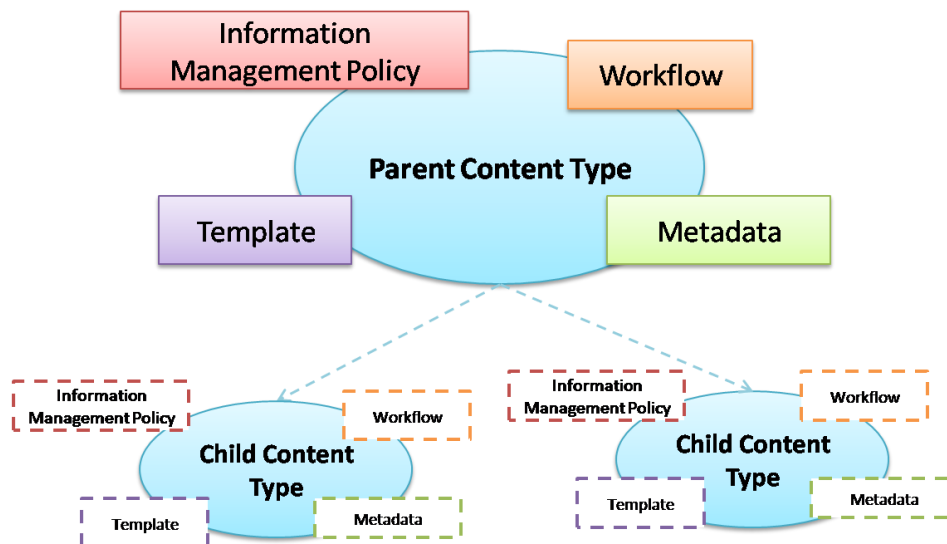 Information
Management Policy
Workflow
Parent Content Type
Template
Metadata
Information
Management Policy
Workflow
Child Content
Type
Template
Metadata
Information
Management Policy
Workflow
Child Content
Type
Template
Metadata